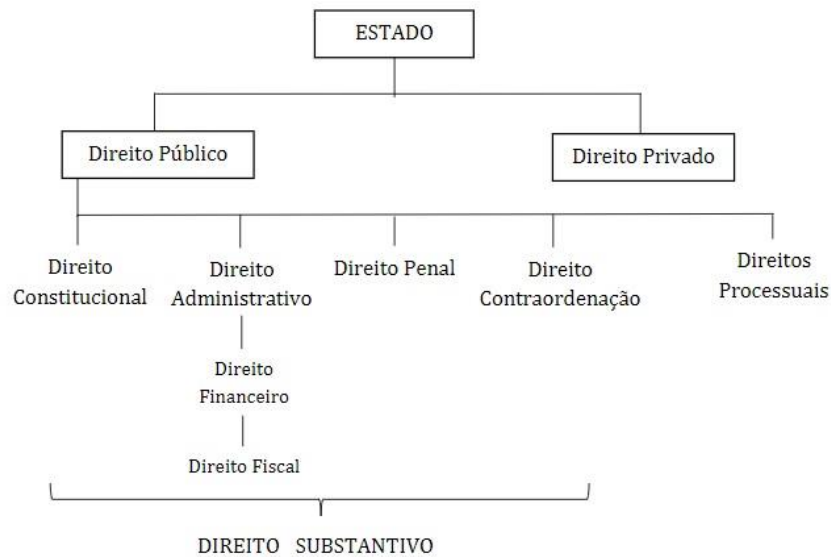 ESTADO
Direito Público
Direito Privado
Direito
Constitucional
Direito
Administrativo
Direito Penal
Direito
Contraordenação
Direitos
Processuais
Direito
Financeiro
Direito Fiscal
DIREITO SUBSTANTIVO